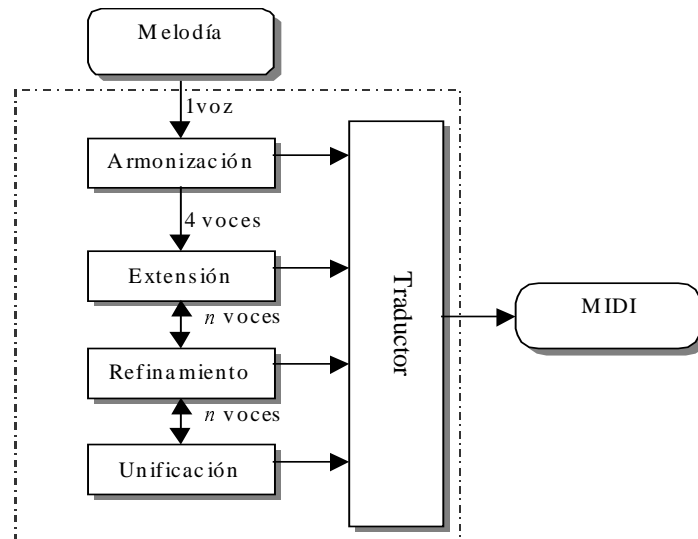 Melodía
1voz
Armonización
4 voces
Extensión
n voces
Refinamiento
n voces
Unificación
Traductor
MIDI